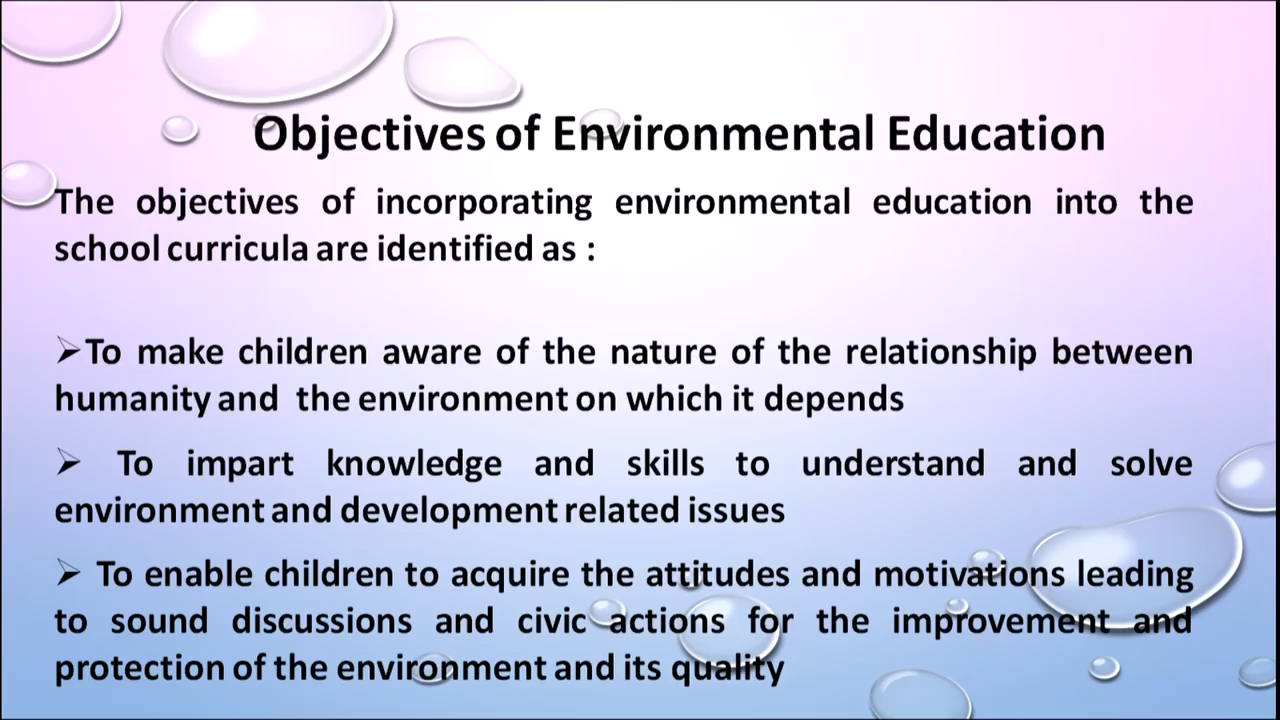 Objectives of Environmental Education
The objectives of incorporating environmental education into the
school curricula are identified as :
➢To make children aware of the nature of the relationship between
humanity and the environment on which it depends
➢ To impart knowledge and skills to understand and solve
environment and development related issues
➢ To enable children to acquire the attitudes and motivations leading
to sound discussions and civic actions for the improvement and
protection of the environment and its quality